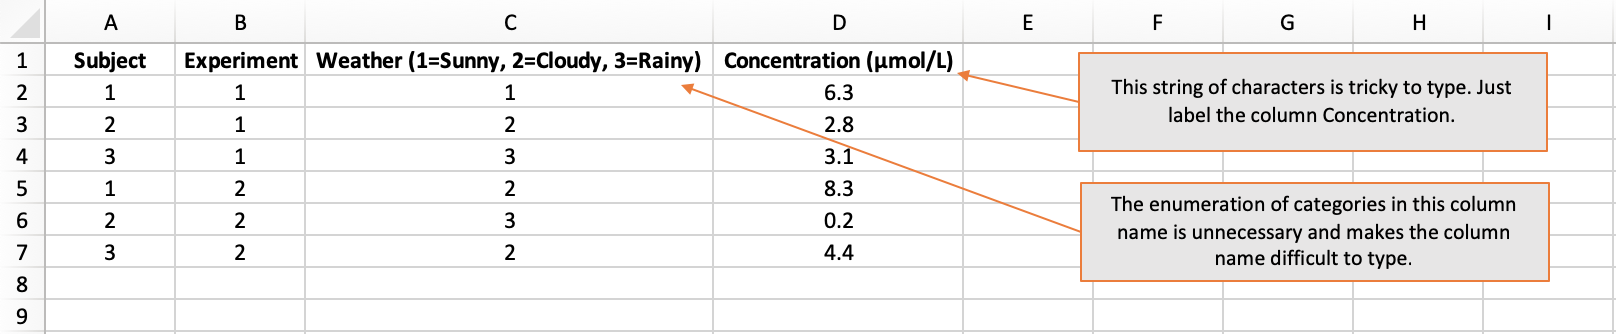 A B C D E F G H I
1 Subject Experiment Weather (1=Sunny, 2=Cloudy, 3=Rainy) Concentration (μmol/L)
2 1 1 1 6.3
3 2 1 2 2.8
4 3 1 3 3.1
5 1 2 2 8.3
6 2 2 3 0.2
7 3 2 2 4.4
8
9
This string of characters is tricky to type. Just
label the column Concentration.
The enumeration of categories in this column
name is unnecessary and makes the column
name difficult to type.